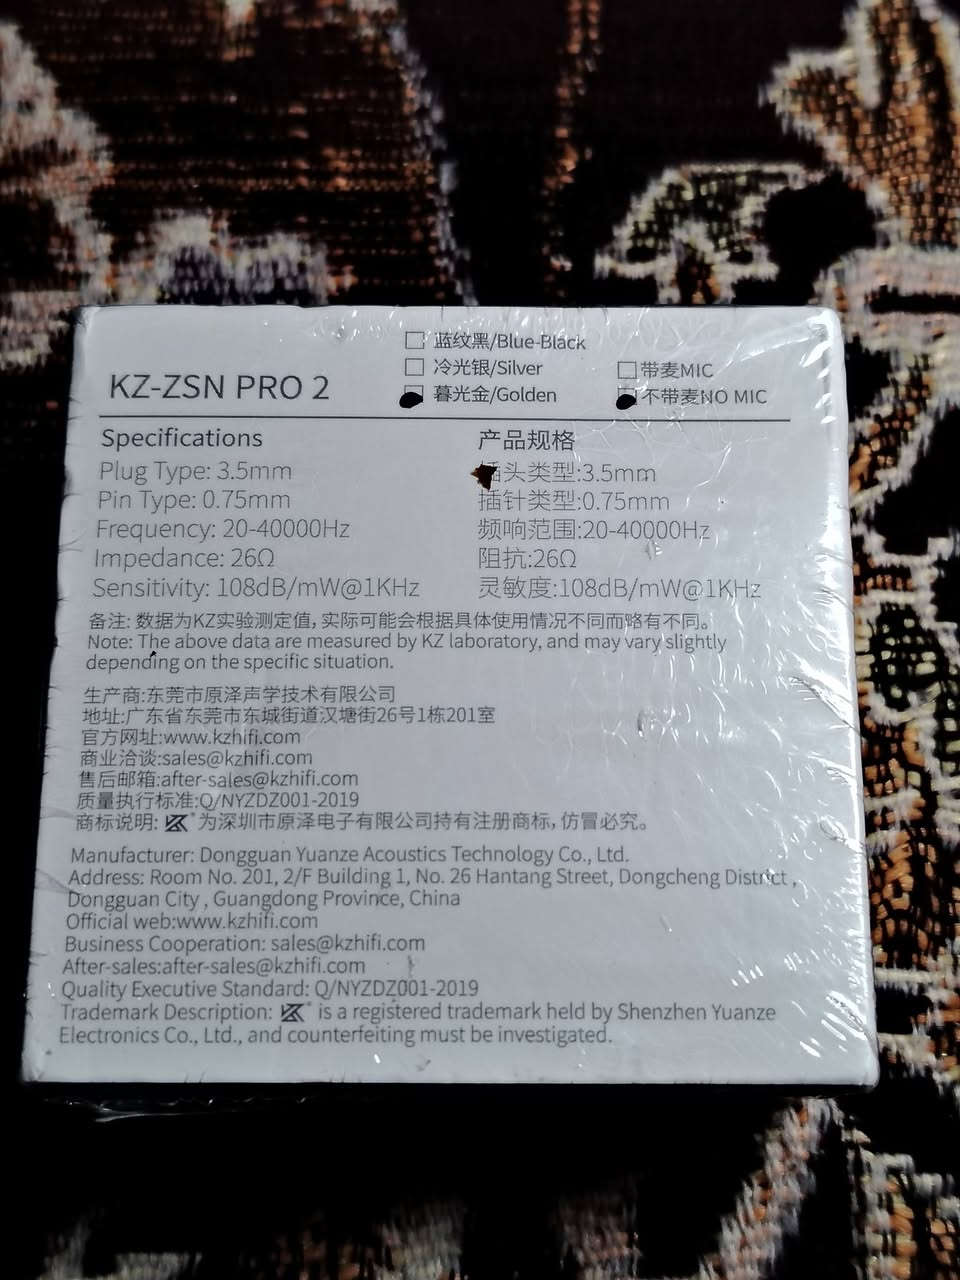 蓝纹黑/Blue-Black
冷光银/Silver
带麦MIC
KZ-ZSN PRO 2
暮光金/Golden
不带麦NO MIC
Specifications
产品规格
Plug Type: 3.5mm
插头类型:3.5mm
Pin Type: 0.75mm
插针类型:0.75mm
Frequency: 20-40000Hz
频响范围:20-40000Hz
Impedance: 26Ω
阻抗:26Ω
Sensitivity: 108dB/mW@1KHz
灵敏度:108dB/mW@1KHz
备注: 数据为KZ实验测定值, 实际可能会根据具体使用情况不同而略有不同。
Note: The above data are measured by KZ laboratory, and may vary slightly
depending on the specific situation.
生产商:东莞市原泽声学技术有限公司
地址:广东省东莞市东城街道汉塘街26号1栋201室
官方网址:www.kzhifi.com
商业洽谈:sales@kzhifi.com
售后邮箱:after-sales@kzhifi.com
质量执行标准:Q/NYZDZ001-2019
商标说明: KZ® 为深圳市原泽电子有限公司持有注册商标, 仿冒必究。
Manufacturer: Dongguan Yuanze Acoustics Technology Co., Ltd.
Address: Room No. 201, 2/F Building 1, No. 26 Hantang Street, Dongcheng District ,
Dongguan City , Guangdong Province, China
Official web:www.kzhifi.com
Business Cooperation: sales@kzhifi.com
After-sales:after-sales@kzhifi.com
Quality Executive Standard: Q/NYZDZ001-2019
Trademark Description: KZ® is a registered trademark held by Shenzhen Yuanze
Electronics Co., Ltd., and counterfeiting must be investigated.